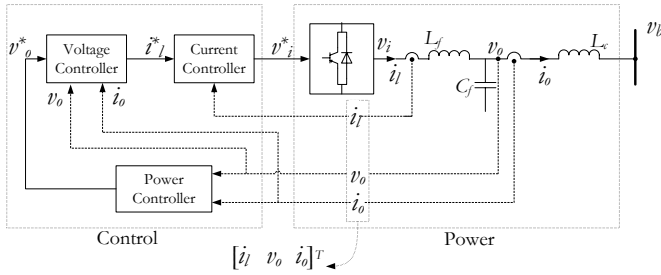 v*o
Voltage
Controller
i*l
Current
Controller
v*i
vi
il
Lf
vo
Cf
io
Lc
vb
vo
io
il
Power
Controller
vo
io
Control
Power
[il vo io]T